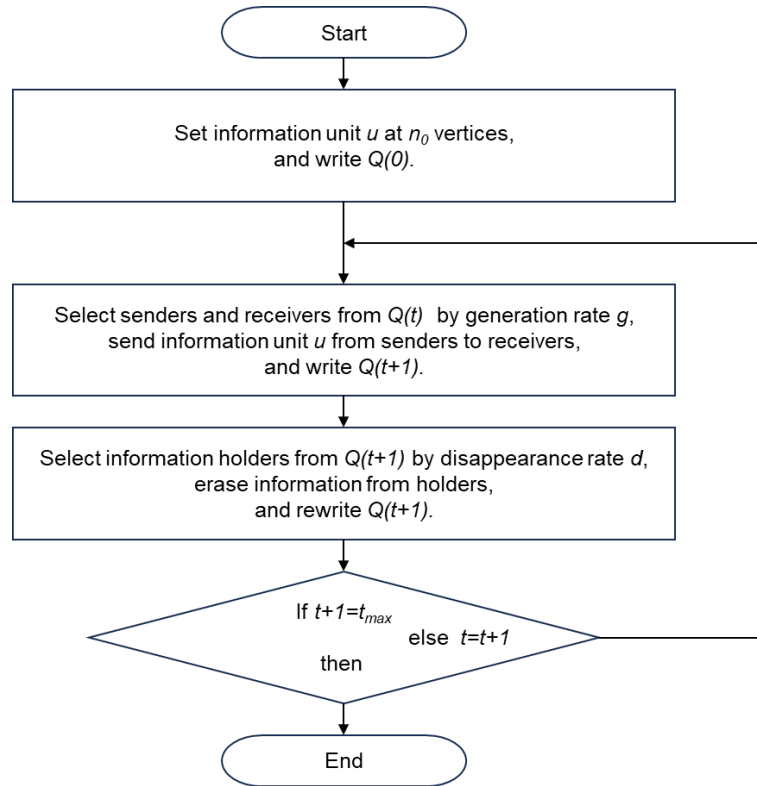 Start
Set information unit u at n₀ vertices,
and write Q(0).
Select senders and receivers from Q(t) by generation rate g,
send information unit u from senders to receivers,
and write Q(t+1).
Select information holders from Q(t+1) by disappearance rate d,
erase information from holders,
and rewrite Q(t+1).
If t+1=tmax
else t=t+1
then
End